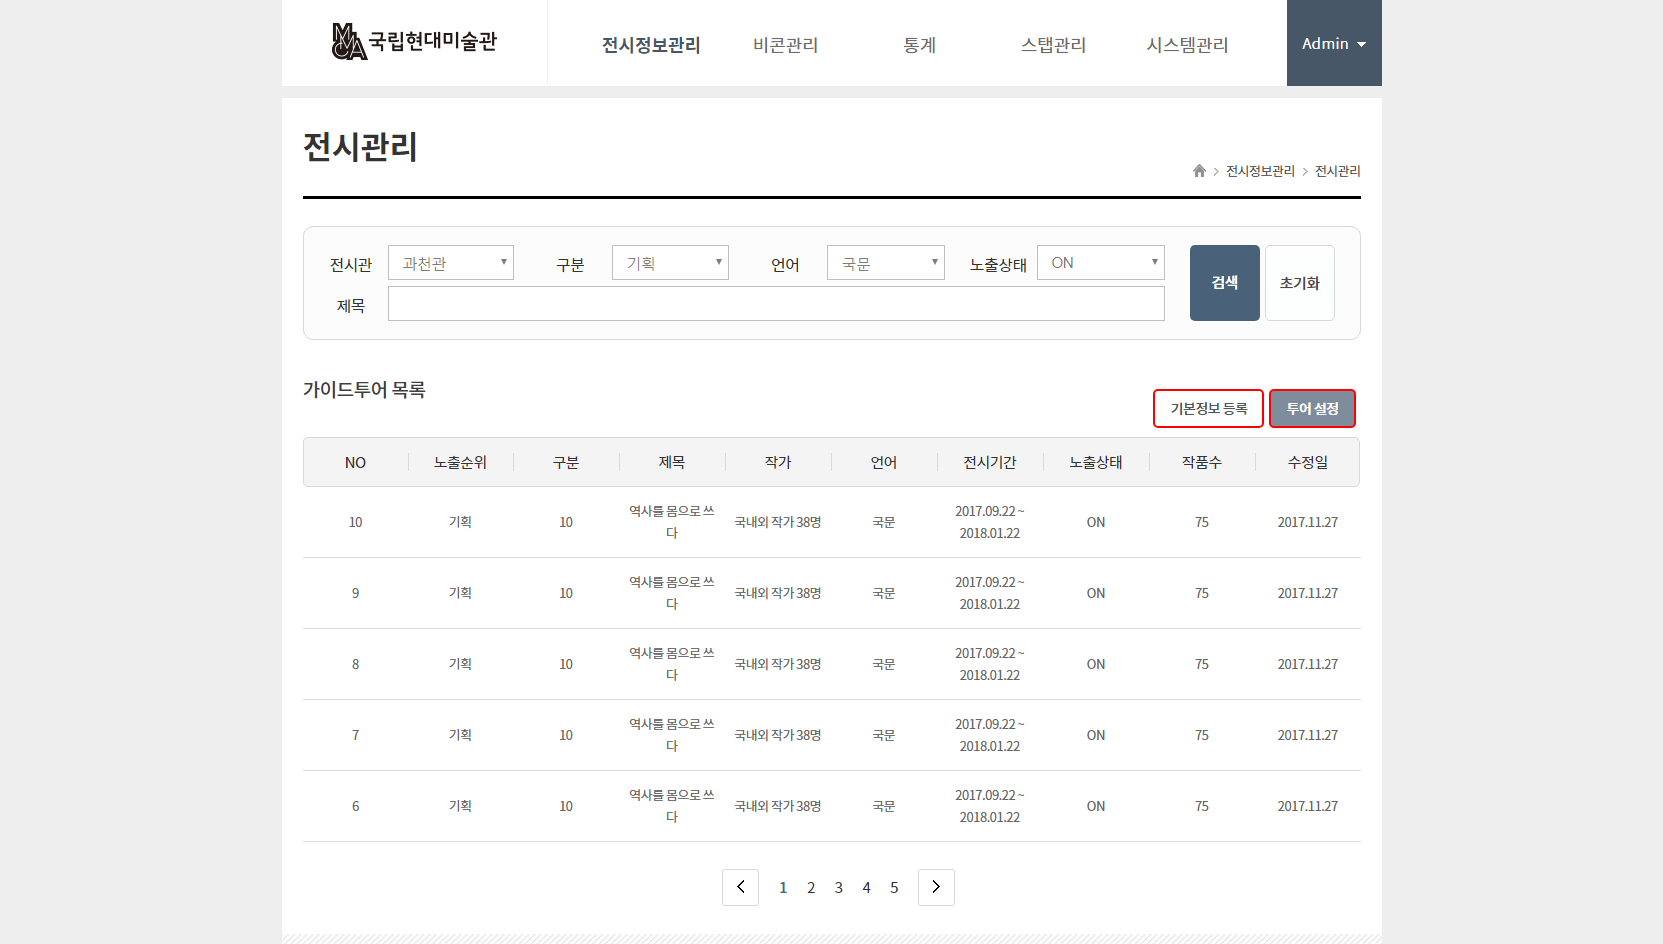 MMCA 국립현대미술관
전시정보관리 비콘관리 통계 스탭관리 시스템관리 Admin
전시관리
전시정보관리 > 전시관리
전시관 과천관 구분 기획 언어 국문 노출상태 ON 검색 초기화
제목
가이드투어 목록
기본정보 등록 투어 설정
NO 노출순위 구분 제목 작가 언어 전시기간 노출상태 작품수 수정일
10 기획 10 역사를 몸으로 쓰 국내외 작가 38명 국문 2017.09.22 ~ ON 75 2017.11.27
다 2018.01.22
9 기획 10 역사를 몸으로 쓰 국내외 작가 38명 국문 2017.09.22 ~ ON 75 2017.11.27
다 2018.01.22
8 기획 10 역사를 몸으로 쓰 국내외 작가 38명 국문 2017.09.22 ~ ON 75 2017.11.27
다 2018.01.22
7 기획 10 역사를 몸으로 쓰 국내외 작가 38명 국문 2017.09.22 ~ ON 75 2017.11.27
다 2018.01.22
6 기획 10 역사를 몸으로 쓰 국내외 작가 38명 국문 2017.09.22 ~ ON 75 2017.11.27
다 2018.01.22
1 2 3 4 5